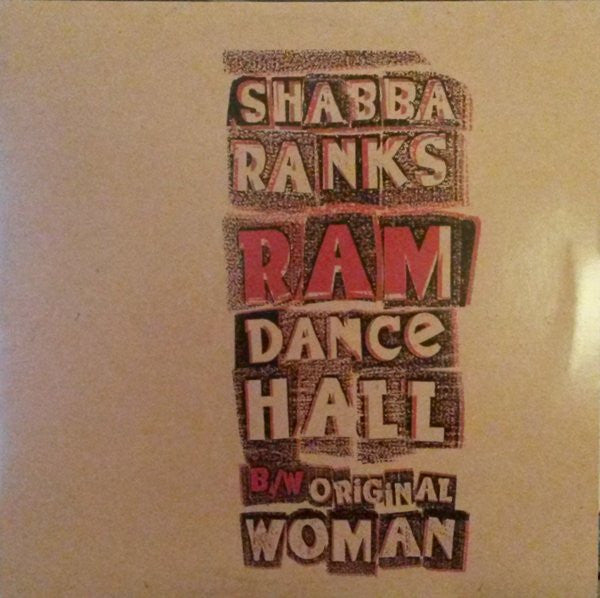 SHABBA
RANKS
RAM
DANCe
HALL
B/W ORiGiNAL
WOMAN